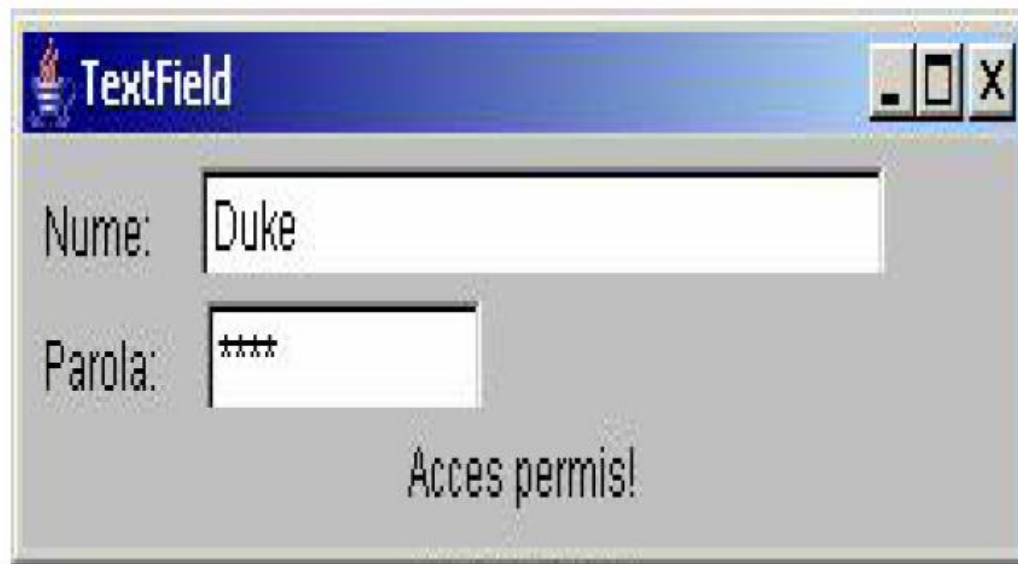 TextField
Nume: Duke
Parola: ****
Acces permis!